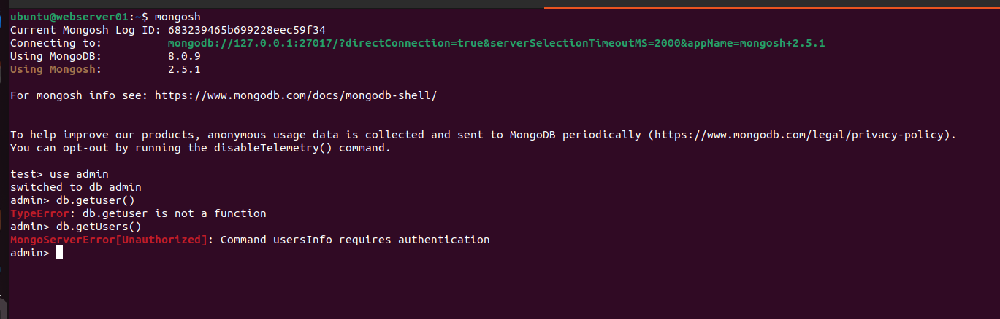 ubuntu@webserver01:~$ mongosh
Current Mongosh Log ID: 683239465b699228eec59f34
Connecting to:          mongodb://127.0.0.1:27017/?directConnection=true&serverSelectionTimeoutMS=2000&appName=mongosh+2.5.1
Using MongoDB:          8.0.9
Using Mongosh:          2.5.1
For mongosh info see: https://www.mongodb.com/docs/mongodb-shell/
To help improve our products, anonymous usage data is collected and sent to MongoDB periodically (https://www.mongodb.com/legal/privacy-policy).
You can opt-out by running the disableTelemetry() command.
test> use admin
switched to db admin
admin> db.getuser()
TypeError: db.getuser is not a function
admin> db.getUsers()
MongoServerError[Unauthorized]: Command usersInfo requires authentication
admin>